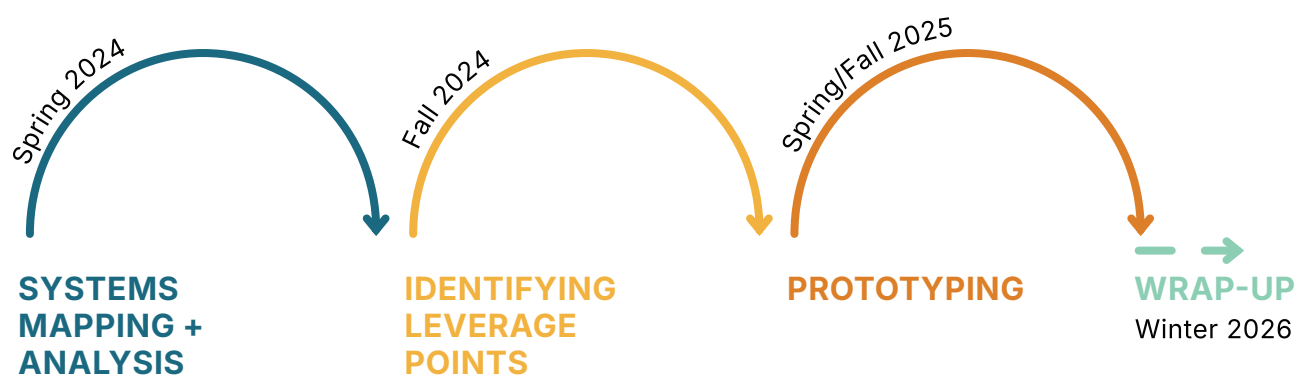 Spring 2024
Fall 2024
Spring/Fall 2025
SYSTEMS
MAPPING +
ANALYSIS
IDENTIFYING
LEVERAGE
POINTS
PROTOTYPING
WRAP-UP
Winter 2026